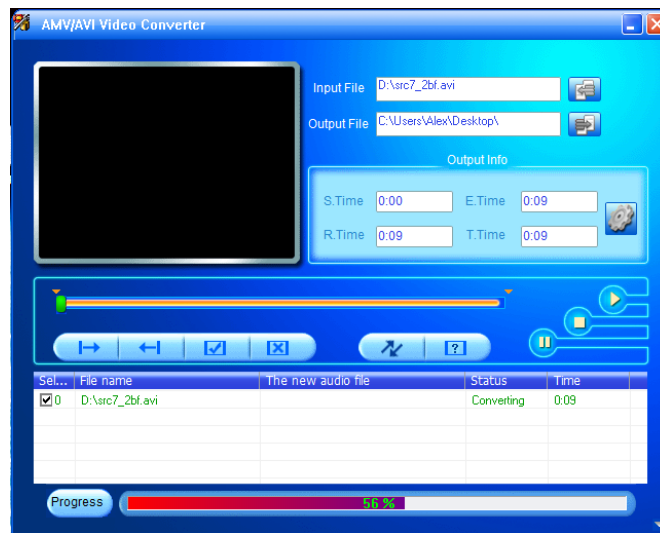 AMV/AVI Video Converter
Input File D:\src7_2bf.avi
Output File C:\Users\Alex\Desktop\
Output Info
S.Time 0:00 E.Time 0:09
R.Time 0:09 T.Time 0:09
?
Sel... File name The new audio file Status Time
0 D:\src7_2bf.avi Converting 0:09
Progress 56 %